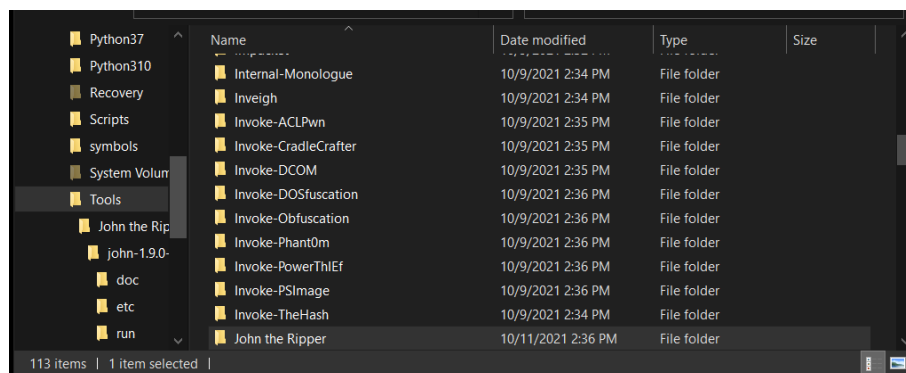 Python37
Python310
Recovery
Scripts
symbols
System Volum
Tools
John the Rip
john-1.9.0-
doc
etc
run
Name Date modified Type Size
Internal-Monologue 10/9/2021 2:34 PM File folder
Inveigh 10/9/2021 2:34 PM File folder
Invoke-ACLPwn 10/9/2021 2:35 PM File folder
Invoke-CradleCrafter 10/9/2021 2:35 PM File folder
Invoke-DCOM 10/9/2021 2:35 PM File folder
Invoke-DOSfuscation 10/9/2021 2:36 PM File folder
Invoke-Obfuscation 10/9/2021 2:36 PM File folder
Invoke-Phant0m 10/9/2021 2:36 PM File folder
Invoke-PowerThIEf 10/9/2021 2:36 PM File folder
Invoke-PSImage 10/9/2021 2:36 PM File folder
Invoke-TheHash 10/9/2021 2:34 PM File folder
John the Ripper 10/11/2021 2:36 PM File folder
113 items | 1 item selected |